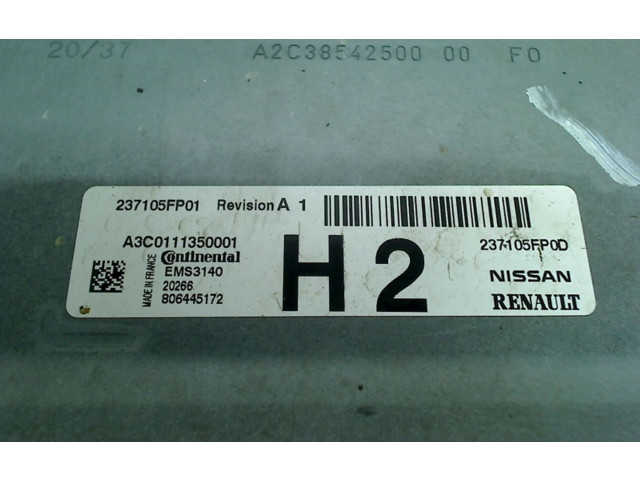 20/37 A2C38542500 00 F0
237105FP01 Revision A 1
A3C0111350001 237105FP0D
Continental
EMS3140
20266
806445172
MADE IN FRANCE
H2
NISSAN
RENAULT